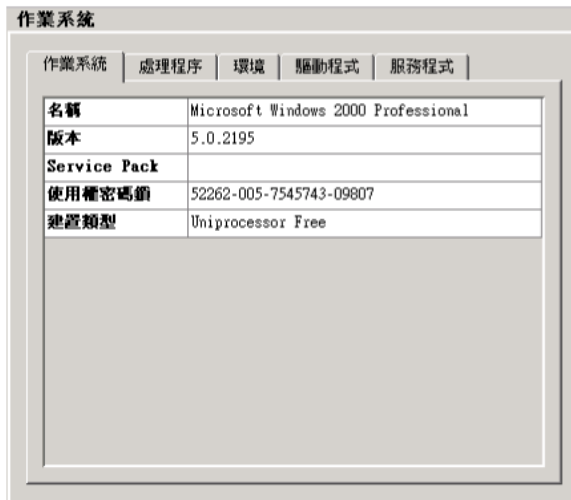 作業系統
作業系統 處理程序 環境 驅動程式 服務程式
名稱 Microsoft Windows 2000 Professional
版本 5.0.2195
Service Pack
使用權密碼鎖 52262-005-7545743-09807
建置類型 Uniprocessor Free